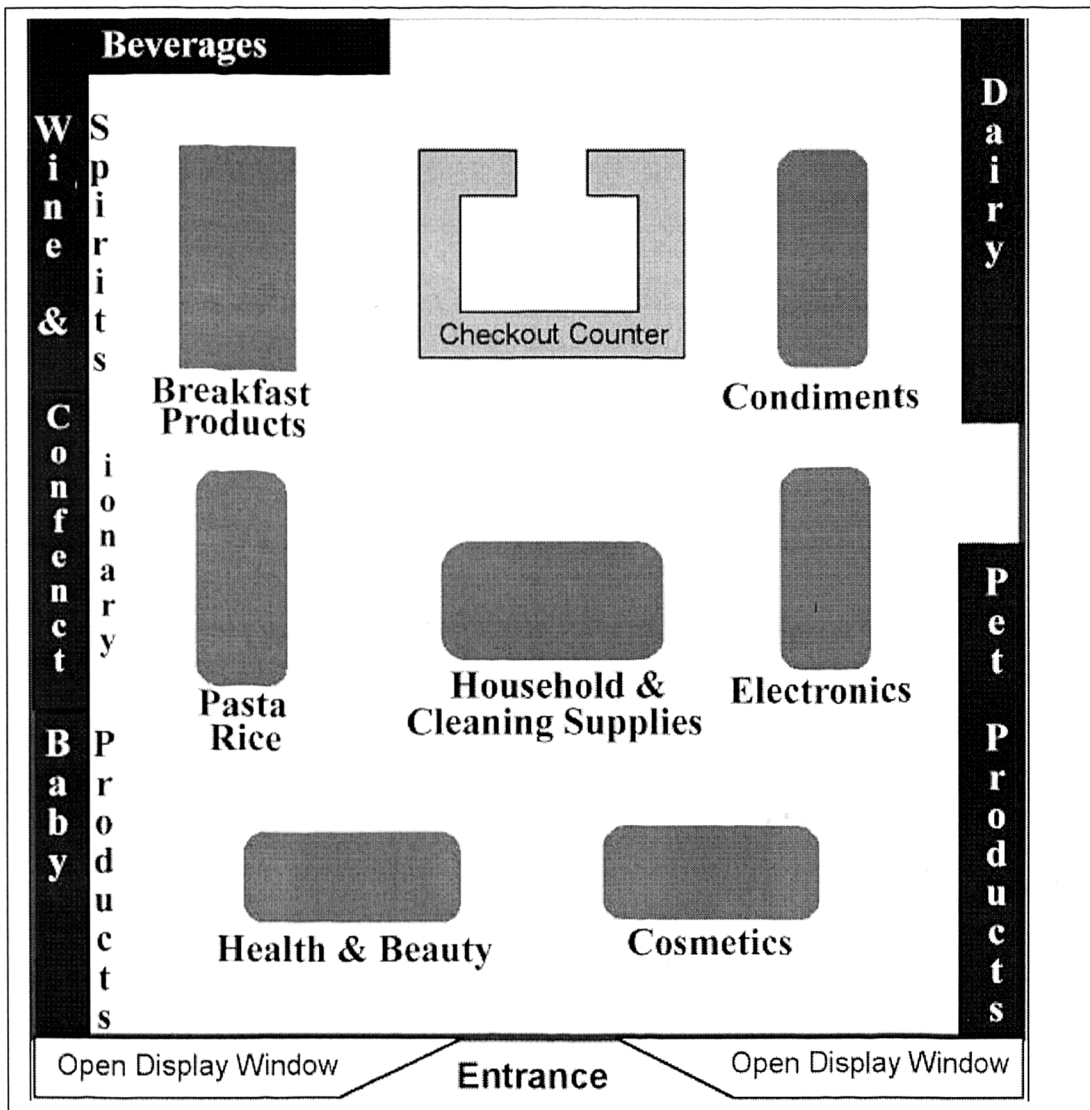 Beverages
Wine &
Spirits
Dairy
Checkout Counter
Breakfast
Products
Condiments
Confenct
ionary
Pasta
Rice
Household &
Cleaning Supplies
Electronics
Pet Products
Baby
Products
Health & Beauty
Cosmetics
Open Display Window
Entrance
Open Display Window